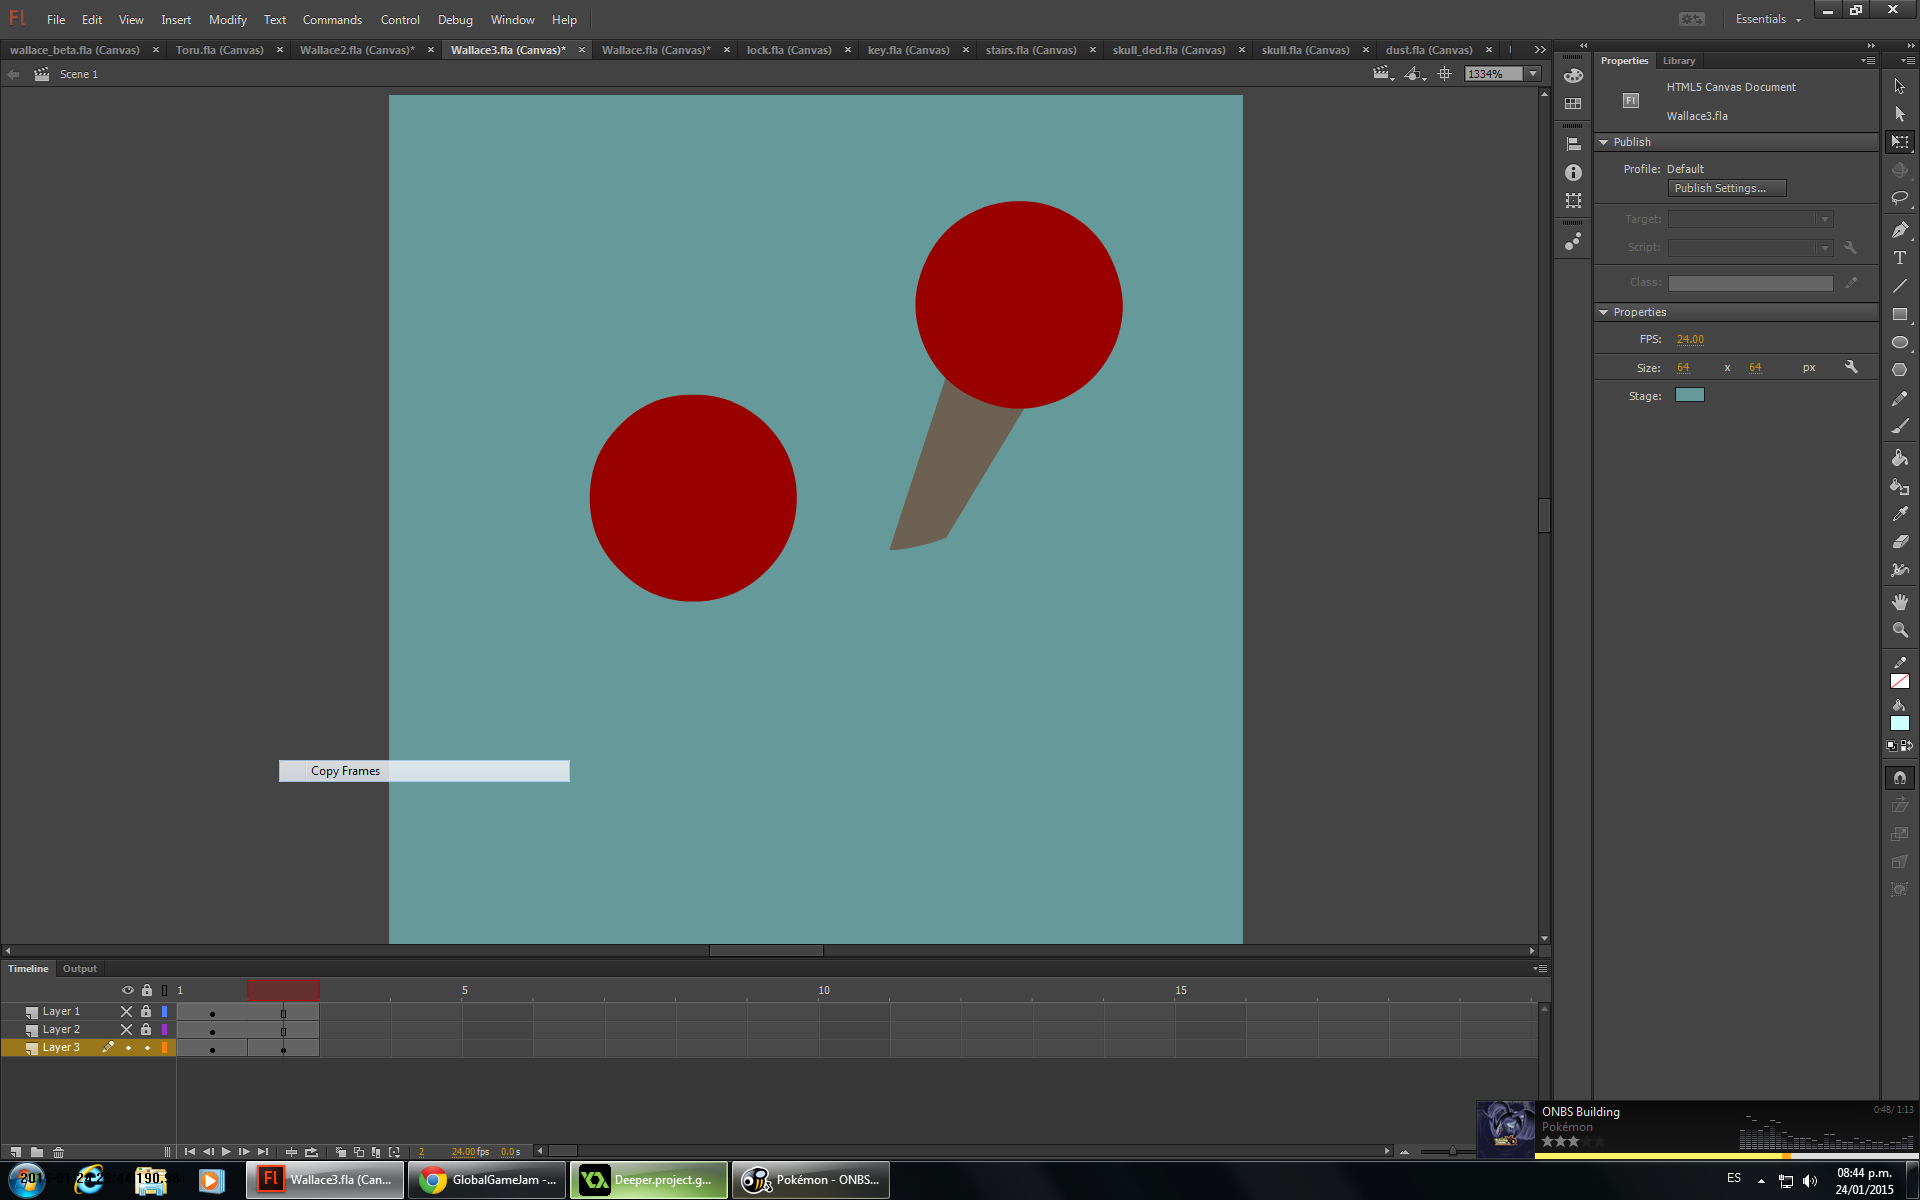 Fl File Edit View Insert Modify Text Commands Control Debug Window Help Essentials
wallace_beta.fla (Canvas) Toru.fla (Canvas) Wallace2.fla (Canvas)* Wallace3.fla (Canvas)* Wallace.fla (Canvas)* lock.fla (Canvas) key.fla (Canvas) stairs.fla (Canvas) skull_ded.fla (Canvas) skull.fla (Canvas) dust.fla (Canvas)
Scene 1
1334%
Properties Library
Fl
HTML5 Canvas Document
Wallace3.fla
Publish
Profile: Default
Publish Settings...
Target:
Script:
Class:
Properties
FPS: 24.00
Size: 64 x 64 px
Stage:
Copy Frames
Timeline Output
1 5 10 15
Layer 1
Layer 2
Layer 3
2 24.00 fps 0.0 s
ONBS Building 0:48/ 1:13
Pokémon
Wallace3.fla (Can...
GlobalGameJam -...
Deeper.project.g...
Pokémon - ONBS...
ES
08:44 p.m.
24/01/2015